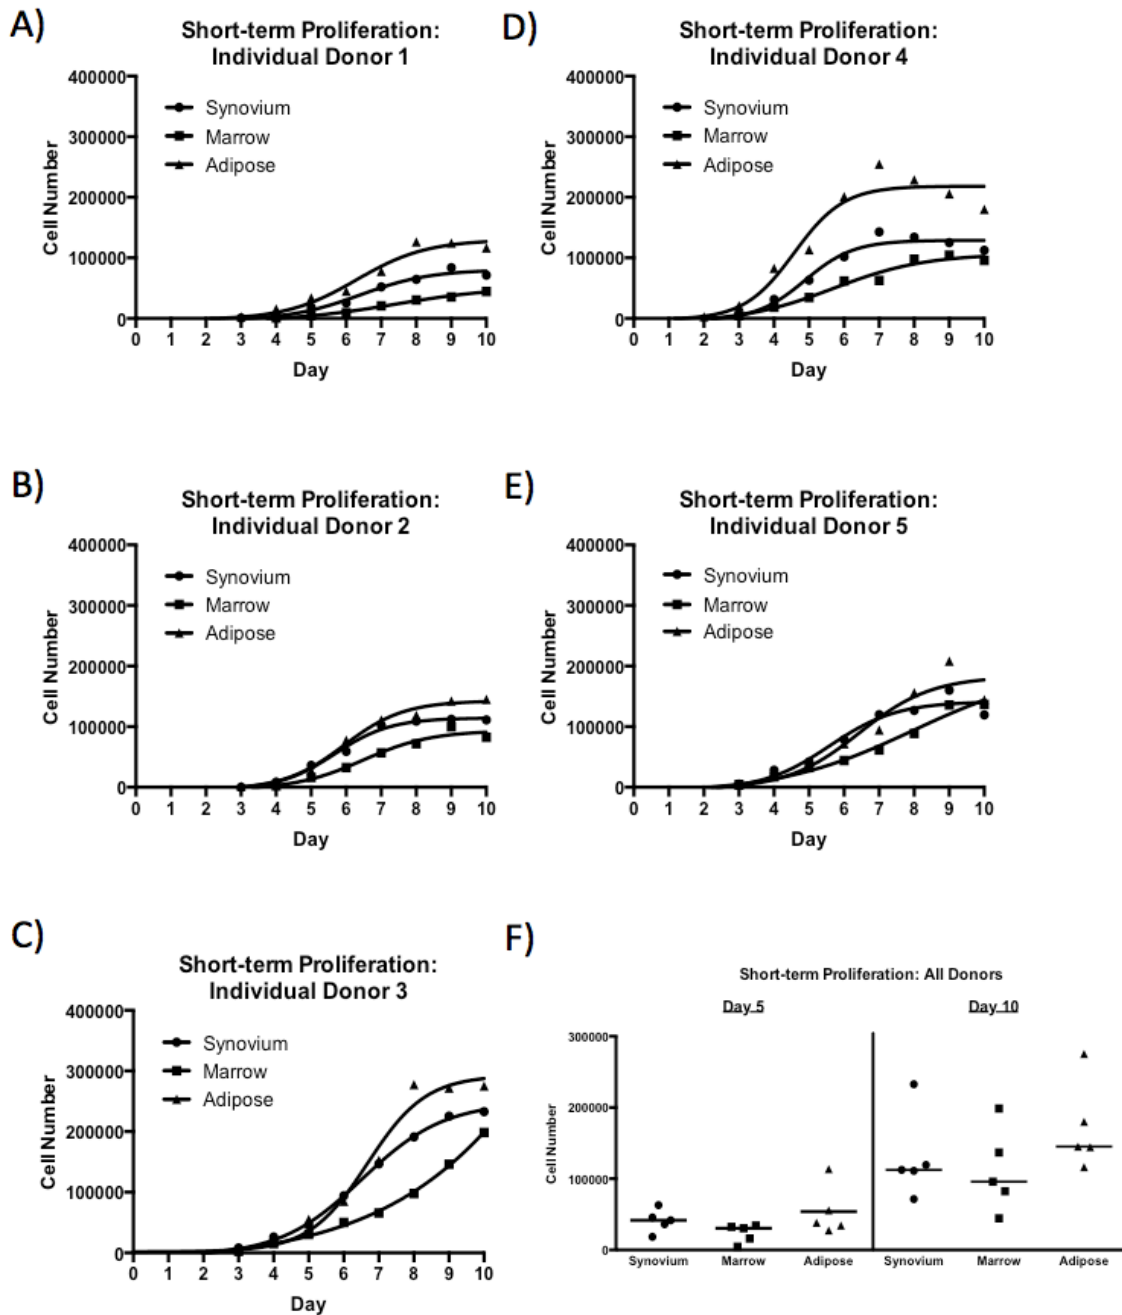 A)
Short-term Proliferation:
Individual Donor 1
400000
300000
200000
100000
0
Cell Number
Synovium
Marrow
Adipose
0 1 2 3 4 5 6 7 8 9 10
Day
D)
Short-term Proliferation:
Individual Donor 4
400000
300000
200000
100000
0
Cell Number
Synovium
Marrow
Adipose
0 1 2 3 4 5 6 7 8 9 10
Day
B)
Short-term Proliferation:
Individual Donor 2
400000
300000
200000
100000
0
Cell Number
Synovium
Marrow
Adipose
0 1 2 3 4 5 6 7 8 9 10
Day
E)
Short-term Proliferation:
Individual Donor 5
400000
300000
200000
100000
0
Cell Number
Synovium
Marrow
Adipose
0 1 2 3 4 5 6 7 8 9 10
Day
C)
Short-term Proliferation:
Individual Donor 3
400000
300000
200000
100000
0
Cell Number
Synovium
Marrow
Adipose
0 1 2 3 4 5 6 7 8 9 10
Day
F)
Short-term Proliferation: All Donors
Day 5 Day 10
300000
200000
100000
0
Cell Number
Synovium Marrow Adipose Synovium Marrow Adipose